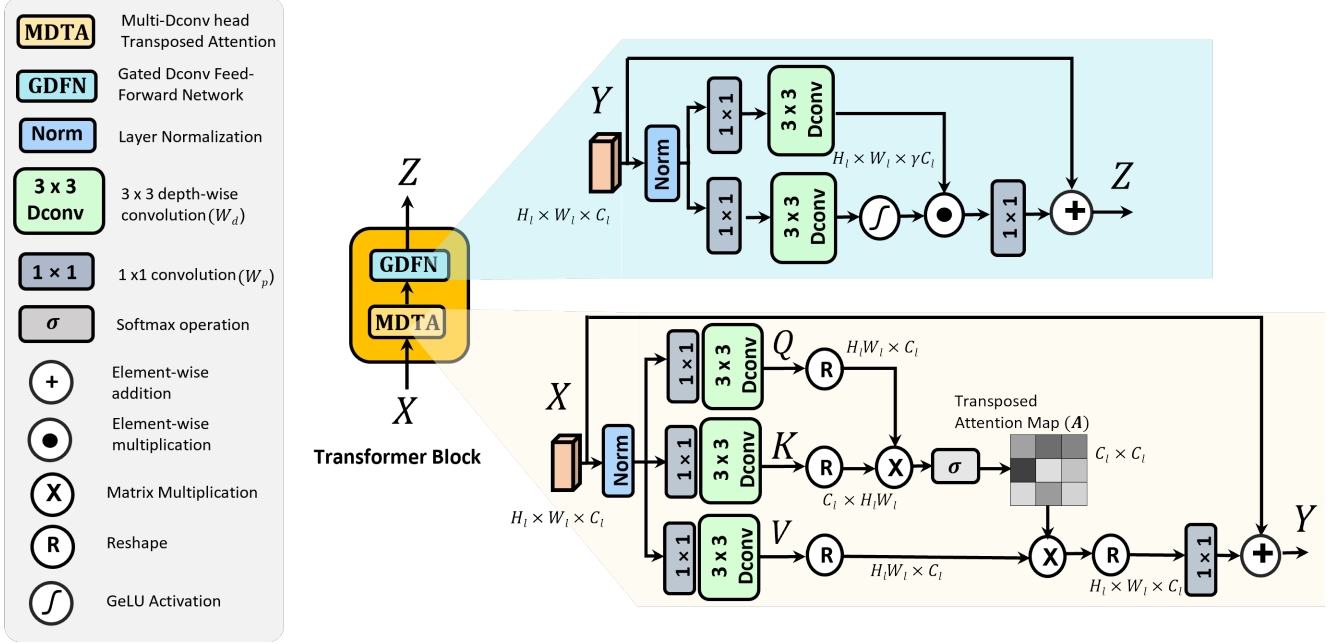 MDTA
Multi-Dconv head
Transposed Attention
GDFN
Gated Dconv Feed-
Forward Network
Norm
Layer Normalization
3 x 3
Dconv
3 x 3 depth-wise
convolution(W_d)
1 × 1
1 x1 convolution(W_p)
σ
Softmax operation
+
Element-wise
addition
Element-wise
multiplication
X
Matrix Multiplication
R
Reshape
GeLU Activation
Z
GDFN
MDTA
X
Transformer Block
Y
H_l × W_l × C_l
Norm
1 × 1
3 x 3
Dconv
H_l × W_l × γC_l
1 × 1
3 x 3
Dconv
1 × 1
+
Z
X
H_l × W_l × C_l
Norm
1 × 1
3 x 3
Dconv
Q
R
H_lW_l × C_l
1 × 1
3 x 3
Dconv
K
R
C_l × H_lW_l
X
σ
Transposed
Attention Map (A)
C_l × C_l
1 × 1
3 x 3
Dconv
V
R
H_lW_l × C_l
X
R
H_l × W_l × C_l
1 × 1
+
Y